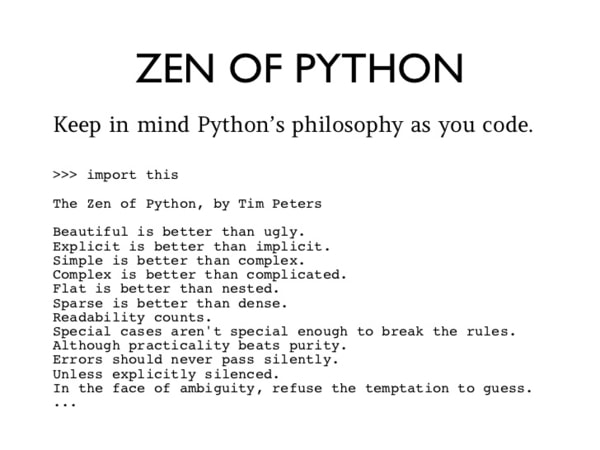 ZEN OF PYTHON
Keep in mind Python’s philosophy as you code.
>>> import this
The Zen of Python, by Tim Peters
Beautiful is better than ugly.
Explicit is better than implicit.
Simple is better than complex.
Complex is better than complicated.
Flat is better than nested.
Sparse is better than dense.
Readability counts.
Special cases aren't special enough to break the rules.
Although practicality beats purity.
Errors should never pass silently.
Unless explicitly silenced.
In the face of ambiguity, refuse the temptation to guess.
...